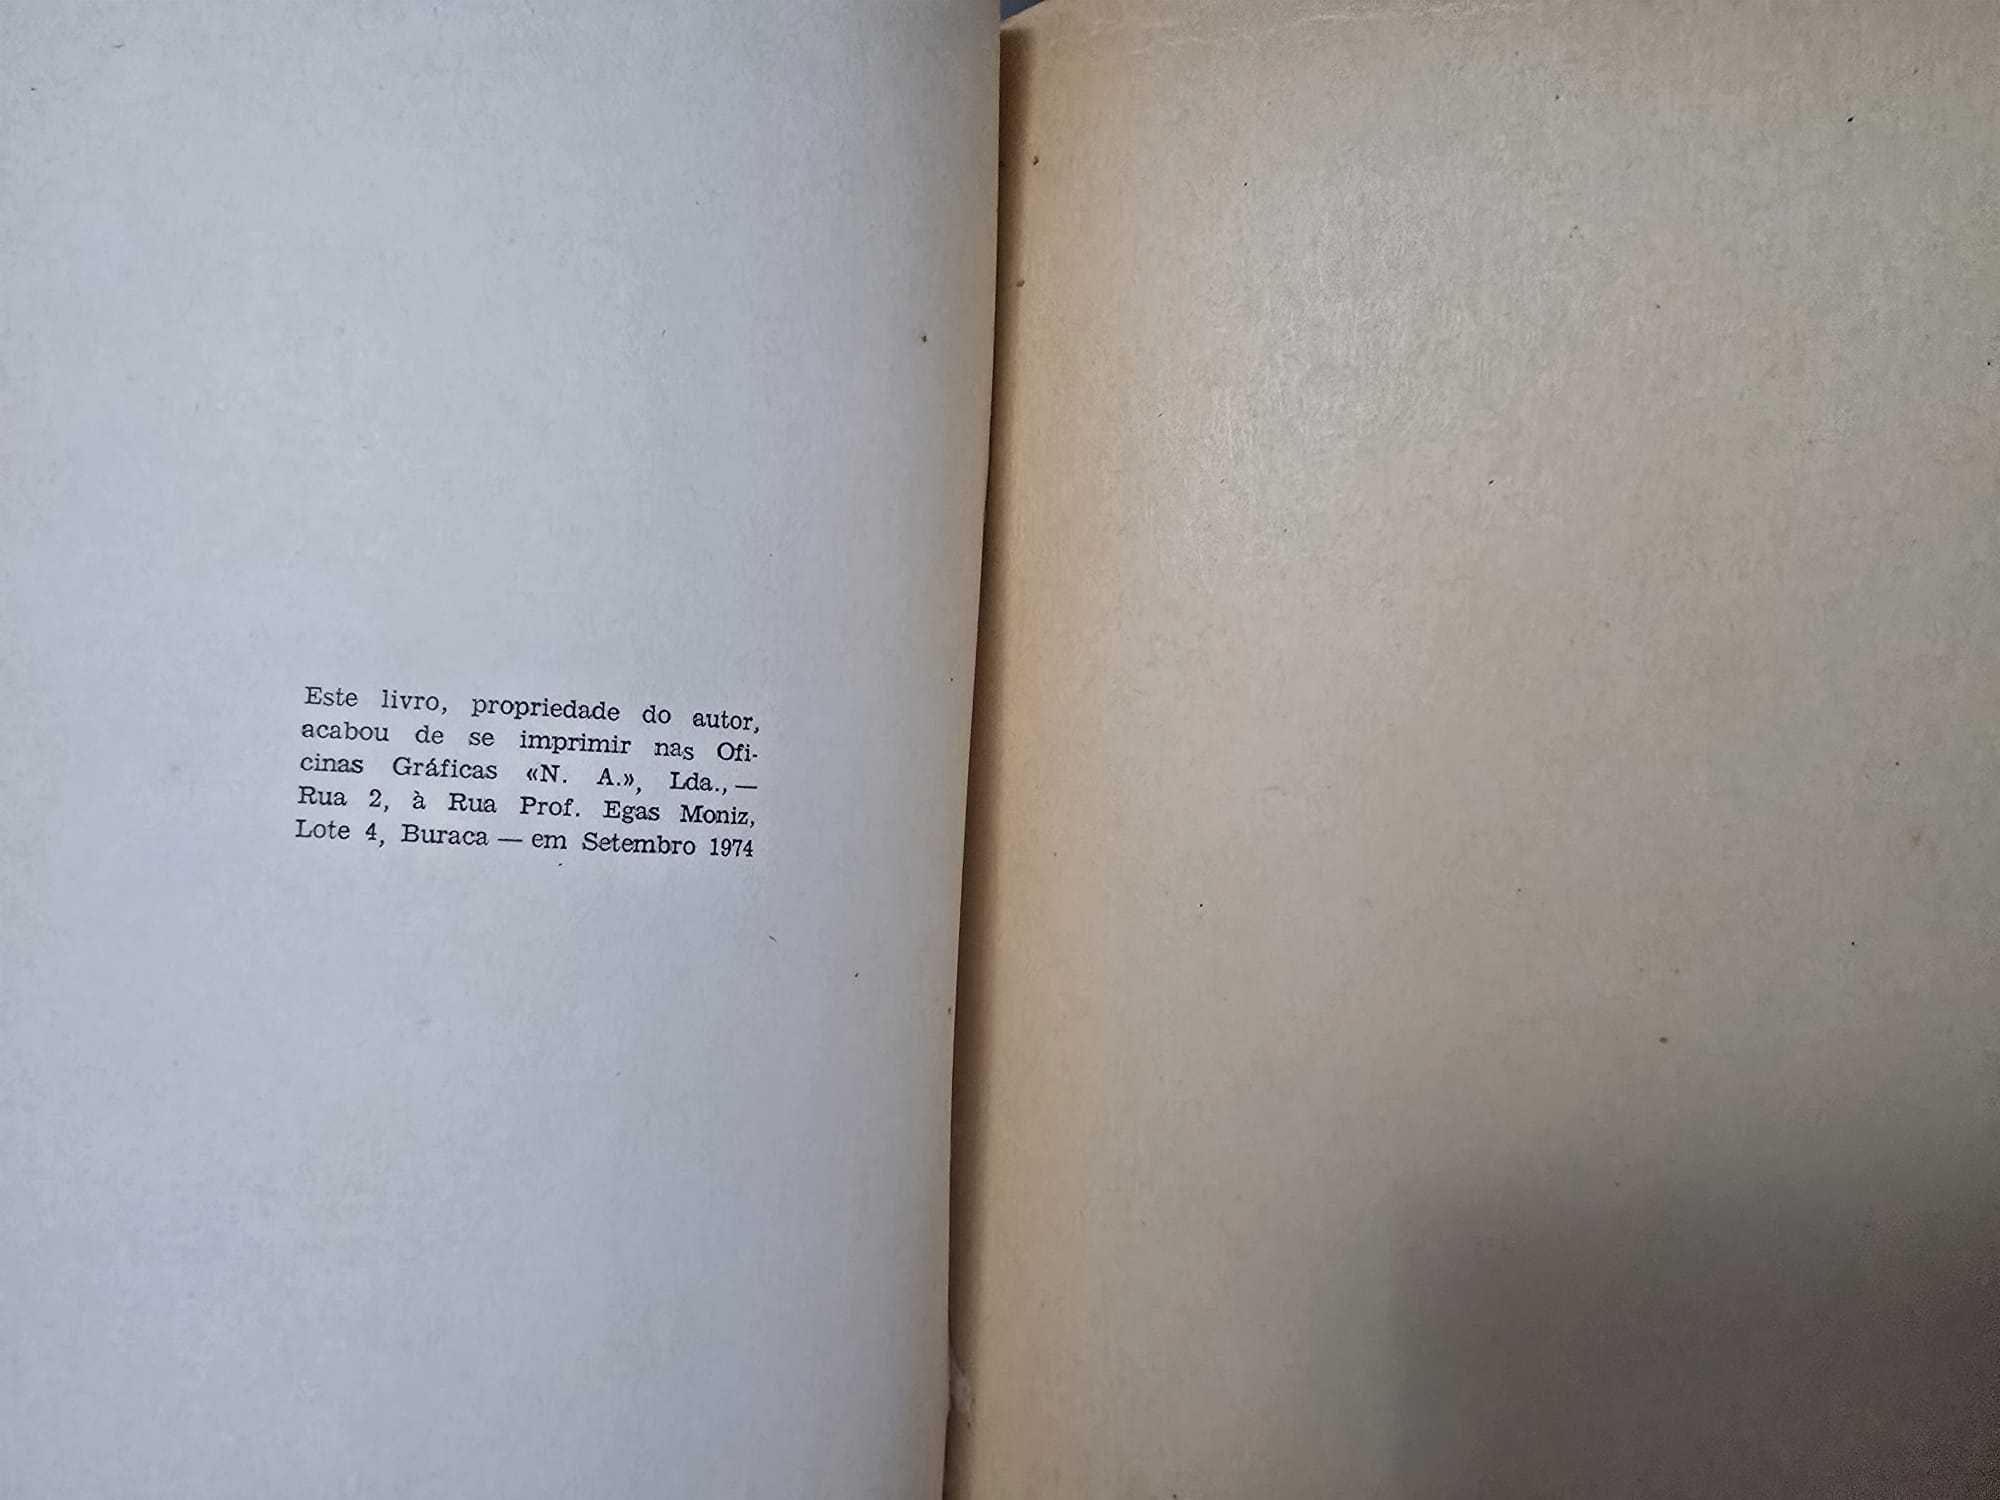 Este livro, propriedade do autor,
acabou de se imprimir nas Ofi-
cinas Gráficas «N. A.», Lda., —
Rua 2, à Rua Prof. Egas Moniz,
Lote 4, Buraca — em Setembro 1974